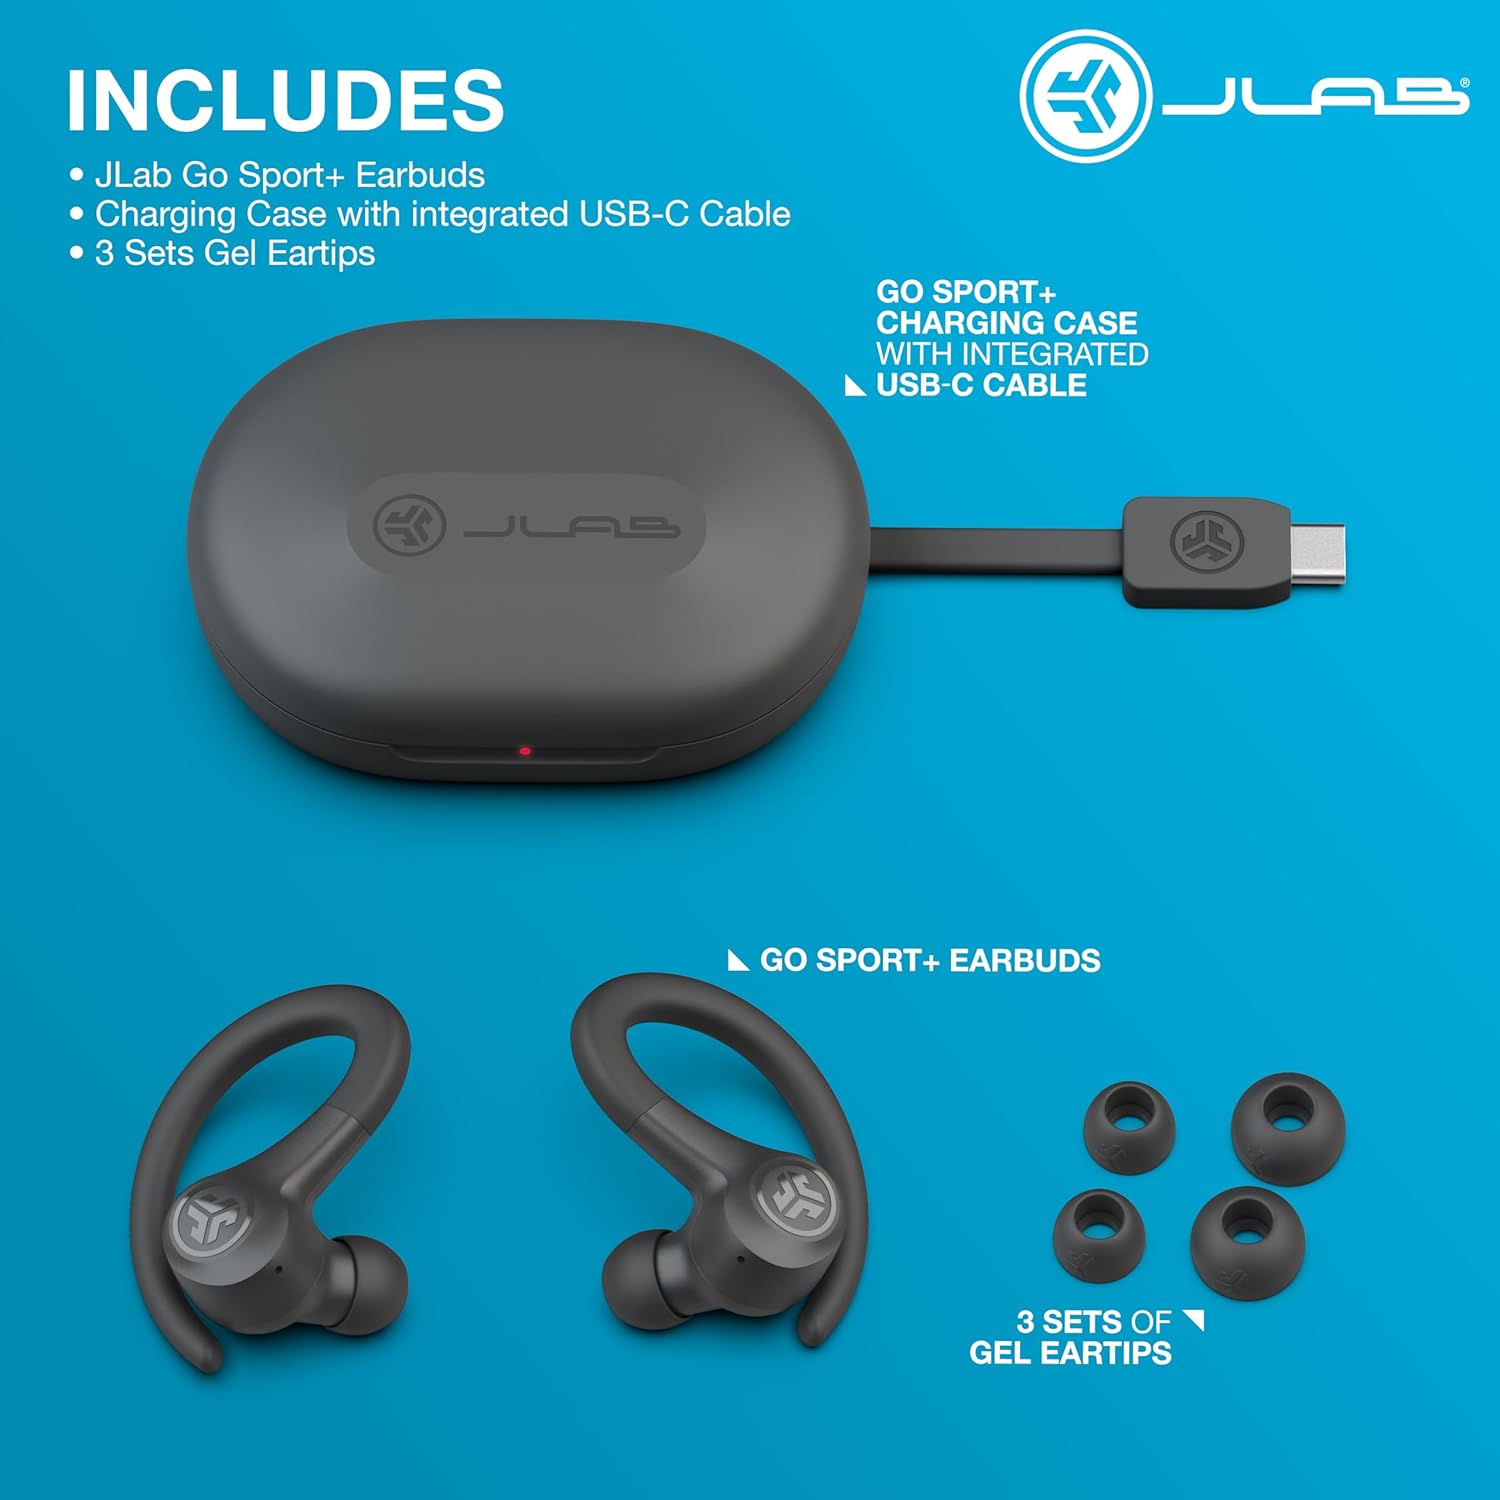 INCLUDES
• JLab Go Sport+ Earbuds
• Charging Case with integrated USB-C Cable
• 3 Sets Gel Eartips
JLAB®
GO SPORT+
CHARGING CASE
WITH INTEGRATED
USB-C CABLE
JLAB
GO SPORT+ EARBUDS
3 SETS OF
GEL EARTIPS